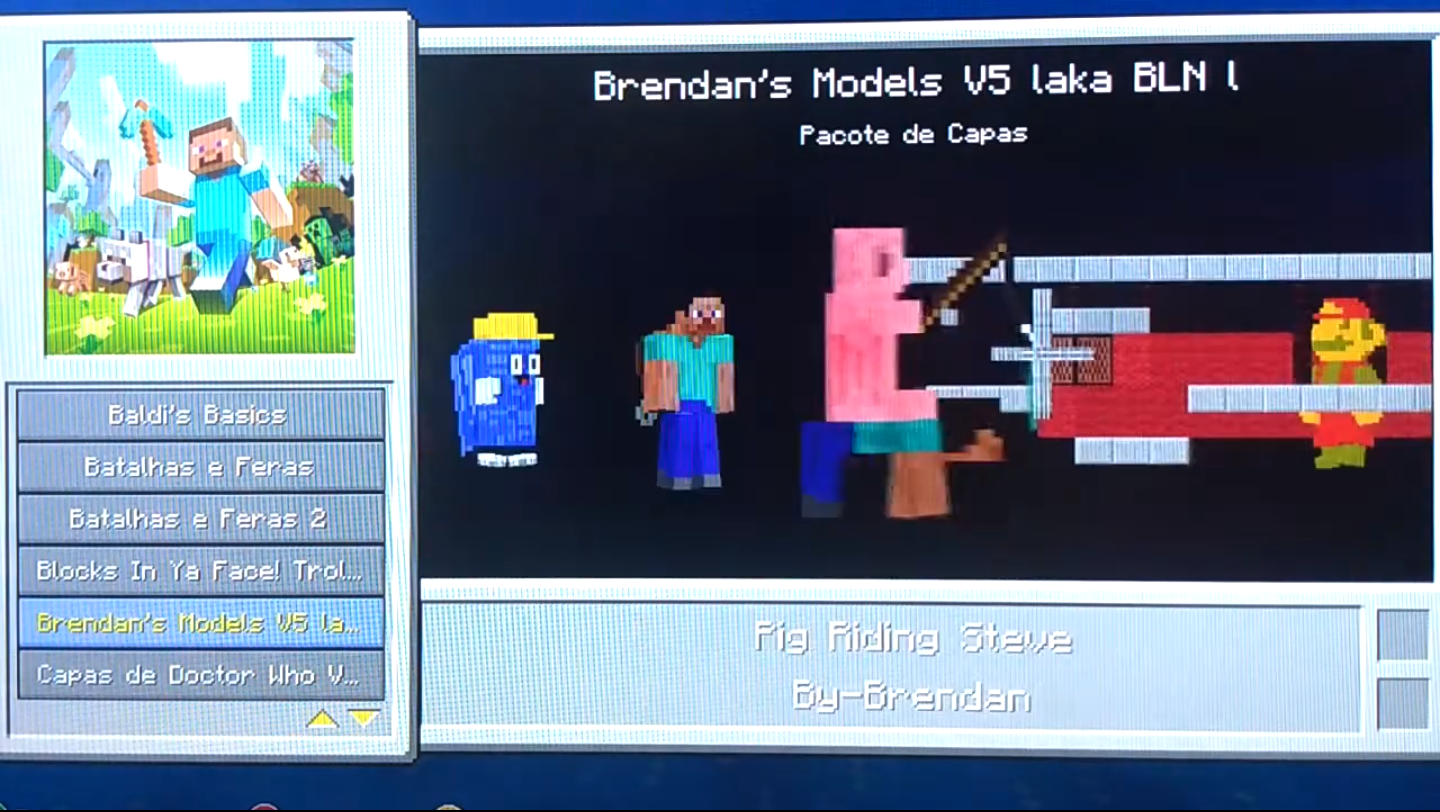 Brendan's Models V5 laka BLN l
Pacote de Capas
Baldi's Basics
Batalhas e Feras
Batalhas e Feras 2
Blocks In Ya Face! Trol...
Brendan's Models V5 la...
Capas de Doctor Who V...
Pig Riding Steve
By-Brendan